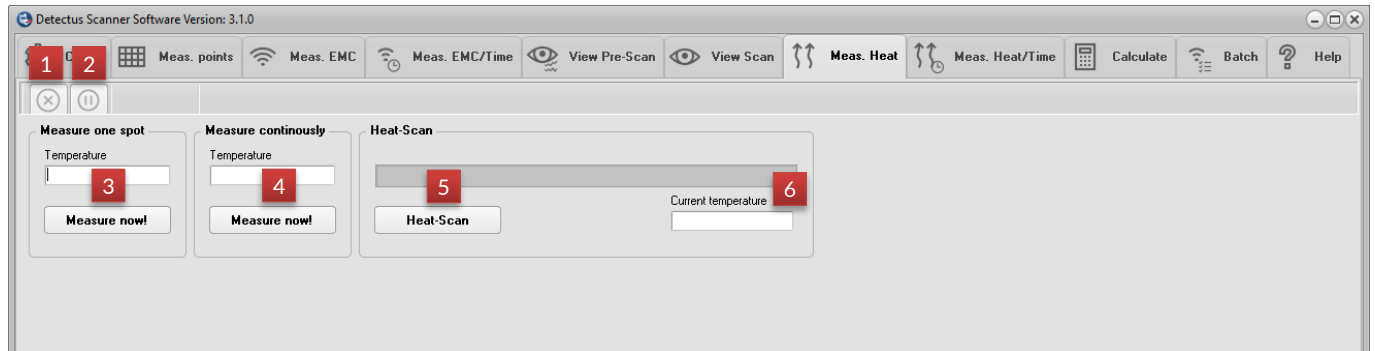 Detectus Scanner Software Version: 3.1.0
Meas. points Meas. EMC Meas. EMC/Time View Pre-Scan View Scan Meas. Heat Meas. Heat/Time Calculate Batch Help
1 2
Measure one spot Measure continously Heat-Scan
Temperature Temperature
3 4 5 6
Current temperature
Measure now! Measure now! Heat-Scan